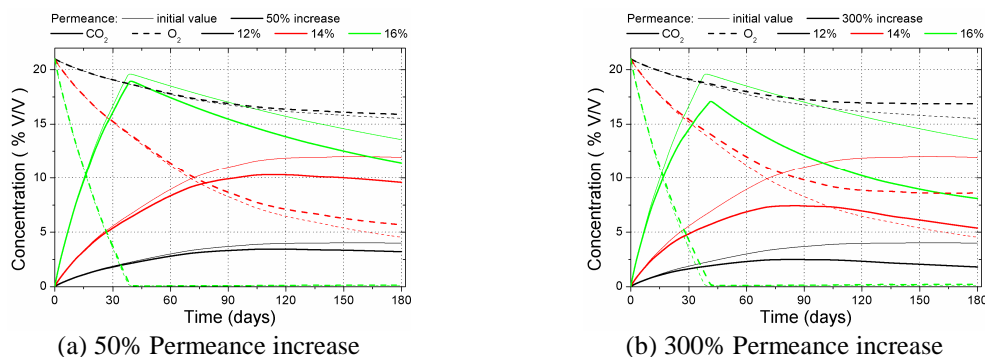 Permeance: initial value 50% increase
CO2 O2 12% 14% 16%
Concentration ( % V/V )
20
15
10
5
0
0 30 60 90 120 150 180
Time (days)
(a) 50% Permeance increase
Permeance: initial value 300% increase
CO2 O2 12% 14% 16%
Concentration ( % V/V )
20
15
10
5
0
0 30 60 90 120 150 180
Time (days)
(b) 300% Permeance increase